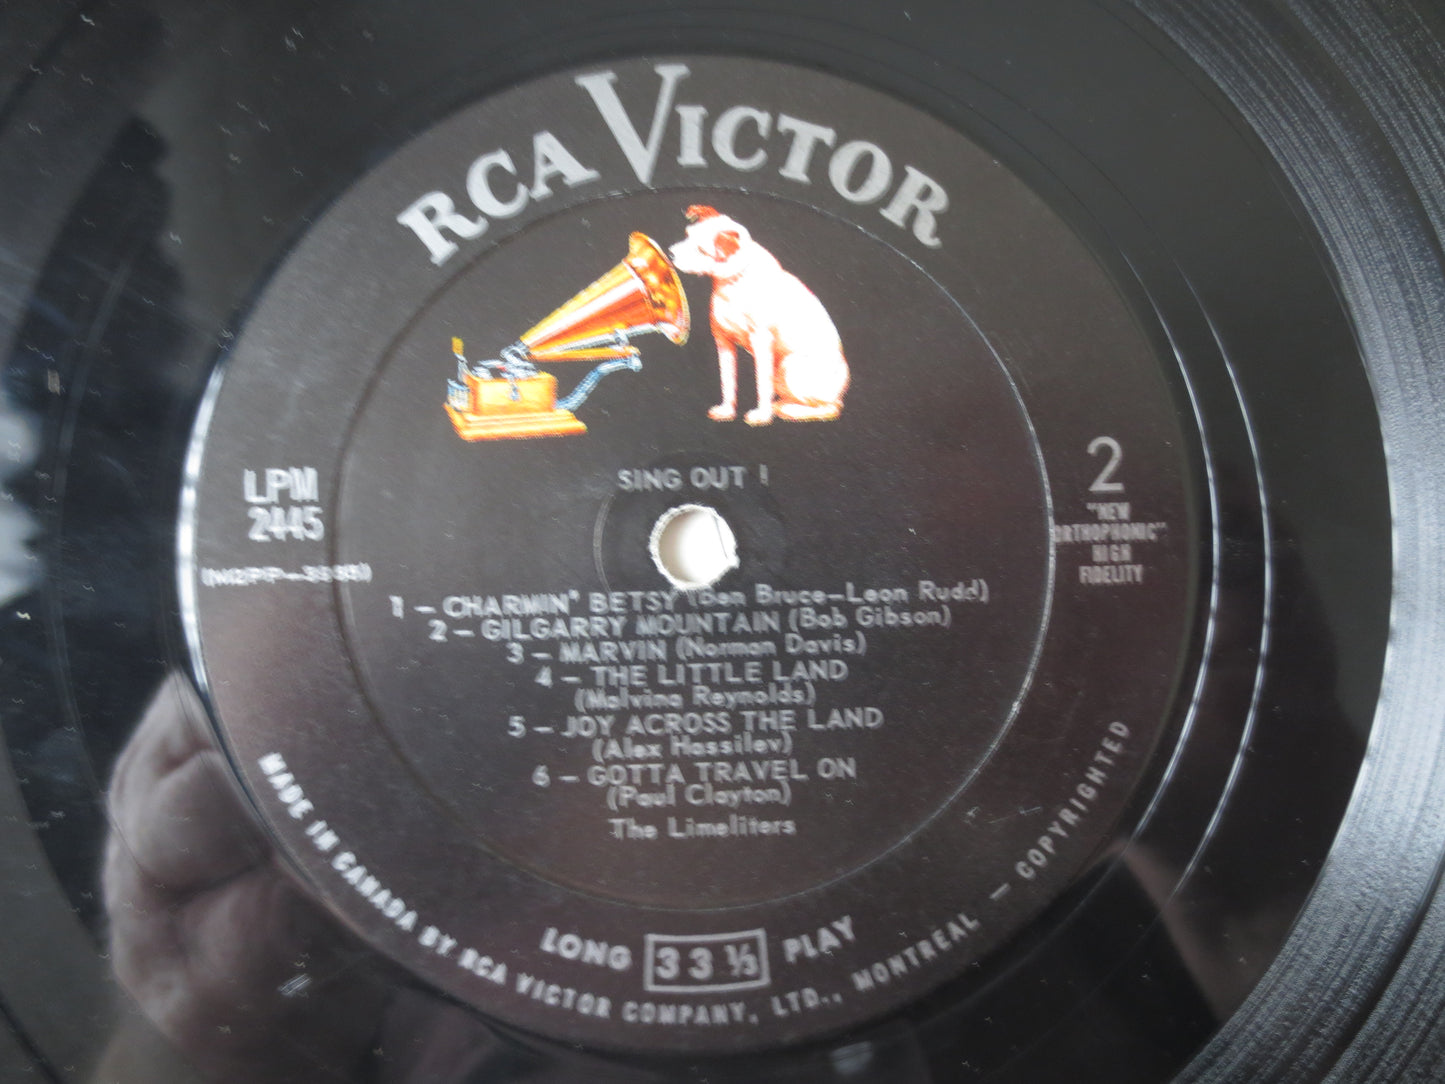 RCA VICTOR
SING OUT !
LPM
2445
2
"NEW
ORTHOPHONIC"
HIGH
FIDELITY
1 – CHARMIN' BETSY (Ben Bruce–Leon Rudd)
2 – GILGARRY MOUNTAIN (Bob Gibson)
3 – MARVIN (Norman Davis)
4 – THE LITTLE LAND
(Malvina Reynolds)
5 – JOY ACROSS THE LAND
(Alex Hassilev)
6 – GOTTA TRAVEL ON
(Paul Clayton)
The Limeliters
LONG 33 ⅓ PLAY
MADE IN CANADA BY RCA VICTOR COMPANY, LTD., MONTRÉAL – COPYRIGHTED